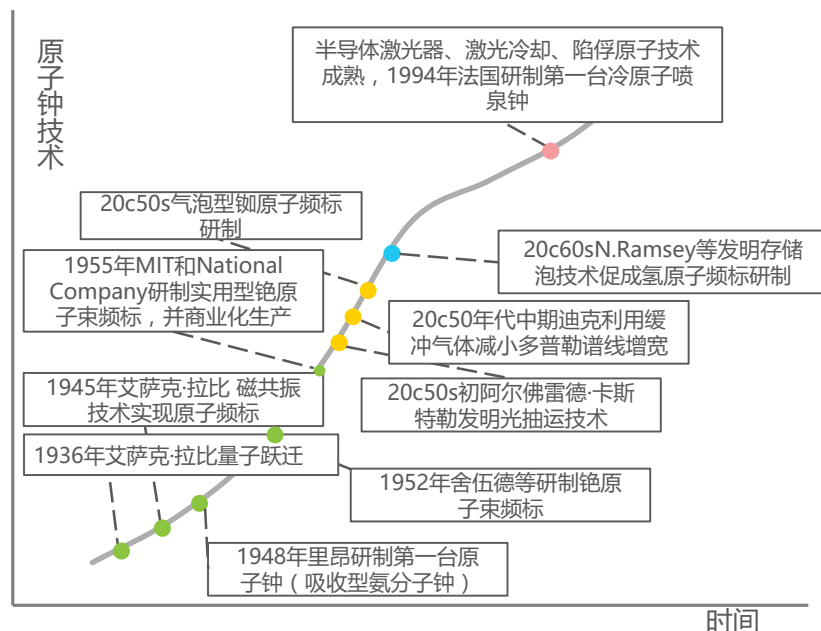 原子钟技术
半导体激光器、激光冷却、陷俘原子技术
成熟，1994年法国研制第一台冷原子喷
泉钟
20c50s气泡型铷原子频标
研制
20c60sN.Ramsey等发明存储
泡技术促成氢原子频标研制
1955年MIT和National
Company研制实用型铯原
子束频标，并商业化生产
20c50年代中期迪克利用缓
冲气体减小多普勒谱线增宽
20c50s初阿尔佛雷德·卡斯
特勒发明光抽运技术
1945年艾萨克·拉比 磁共振
技术实现原子频标
1936年艾萨克·拉比量子跃迁
1952年舍伍德等研制铯原
子束频标
1948年里昂研制第一台原
子钟（吸收型氨分子钟）
时间